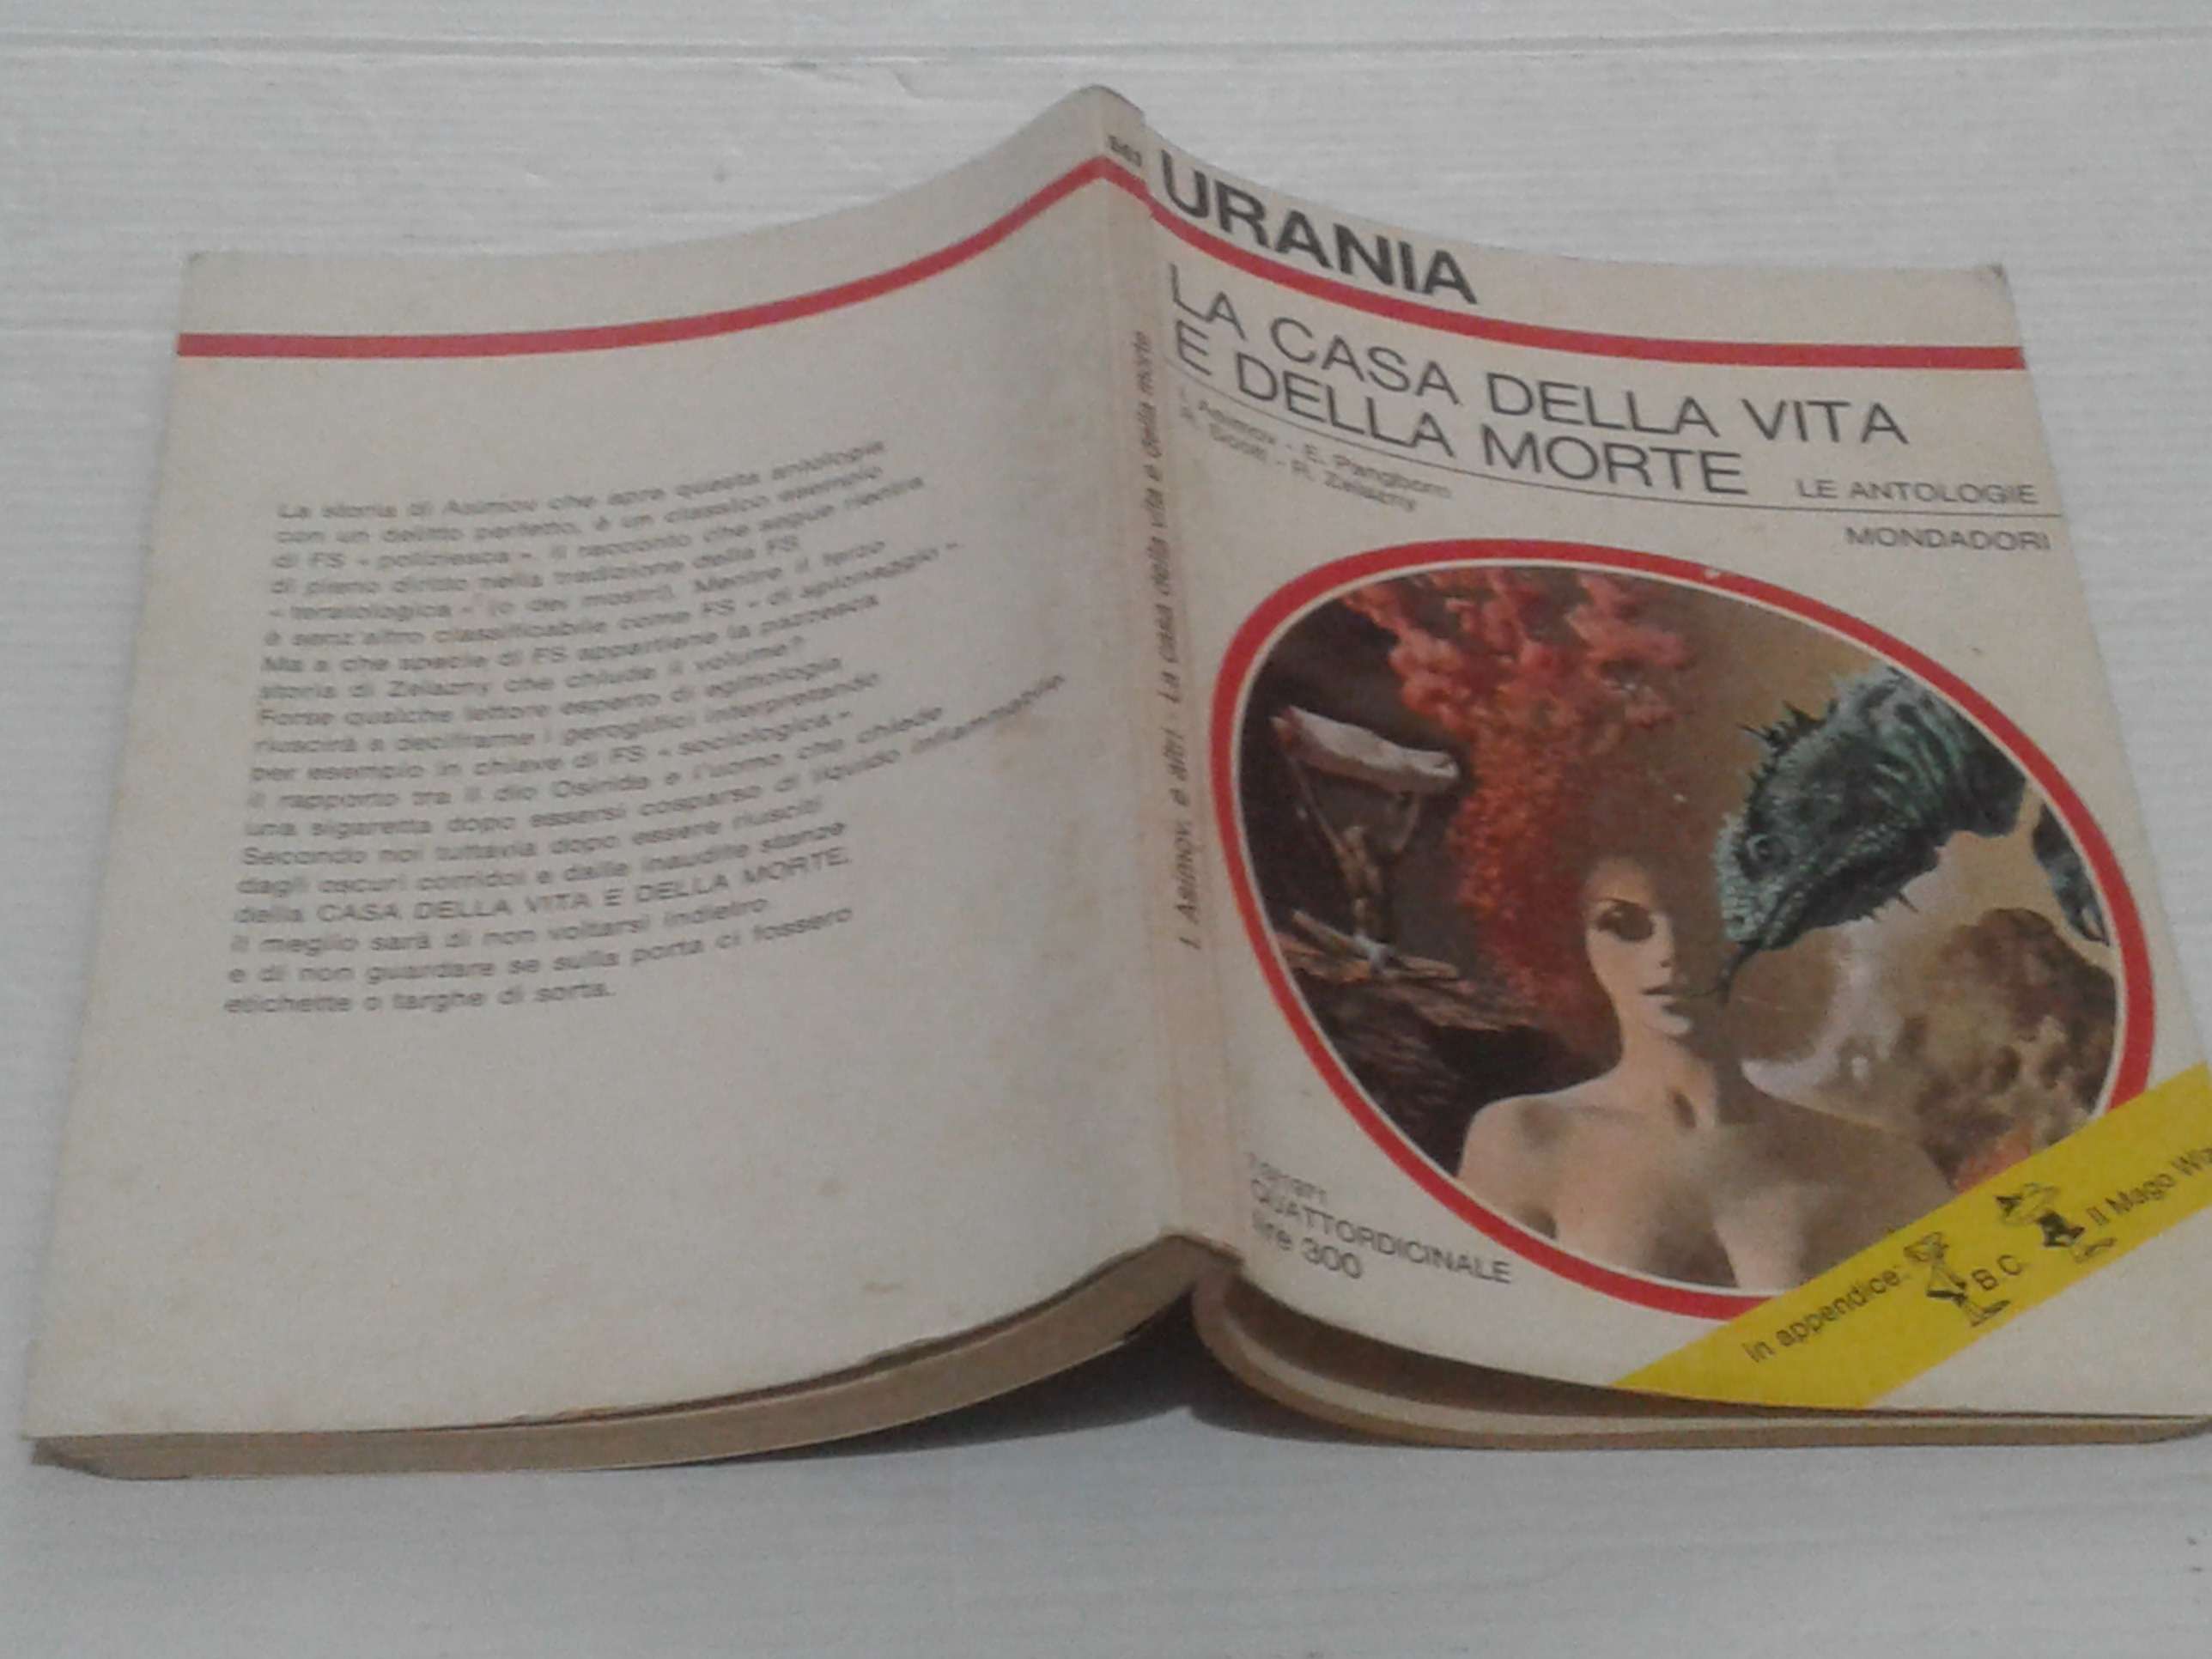 La storia di Asimov che apre questa antologia
con un delitto perfetto, è un classico esempio
di FS « poliziesca ». Il racconto che segue rientra
di pieno diritto nella tradizione della FS
« teratologica » (o dei mostri). Mentre il terzo
è senz'altro classificabile come FS « di spionaggio ».
Ma a che specie di FS appartiene la pazzesca
storia di Zelazny che chiude il volume?
Forse qualche lettore esperto di egittologia
riuscirà a decifrarne i geroglifici interpretando
per esempio in chiave di FS « sociologica »
il rapporto tra il dio Osiride e l'uomo che chiede
una sigaretta dopo essersi cosparso di liquido infiammabile.
Secondo noi tuttavia dopo essere riusciti
dagli oscuri corridoi e dalle inaudite stanze
della CASA DELLA VITA E DELLA MORTE,
il meglio sarà di non voltarsi indietro
e di non guardare se sulla porta ci fossero
etichette o targhe di sorta.
I. Asimov, e altri - La casa della vita e della morte
URANIA
LA CASA DELLA VITA
E DELLA MORTE
LE ANTOLOGIE
MONDADORI
I. Asimov - E. Pangborn
- R. Zelazny
QUATTORDICINALE
lire 300
In appendice: B.C. Il Mago